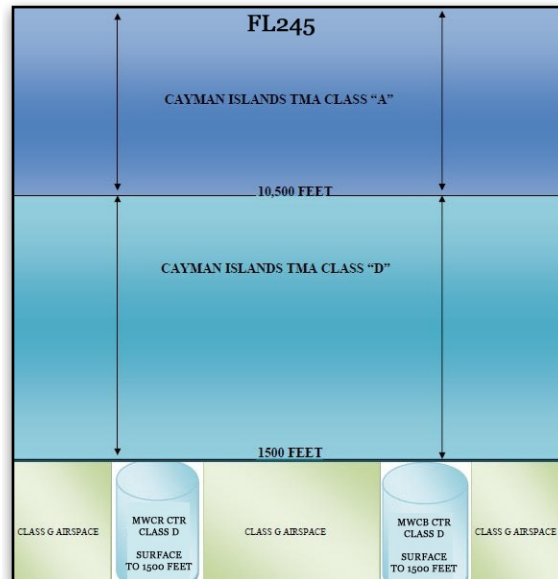 FL245
CAYMAN ISLANDS TMA CLASS “A”
10,500 FEET
CAYMAN ISLANDS TMA CLASS “D”
1500 FEET
CLASS G AIRSPACE
MWCR CTR
CLASS D
SURFACE
TO 1500 FEET
CLASS G AIRSPACE
MWCB CTR
CLASS D
SURFACE
TO 1500 FEET
CLASS G AIRSPACE